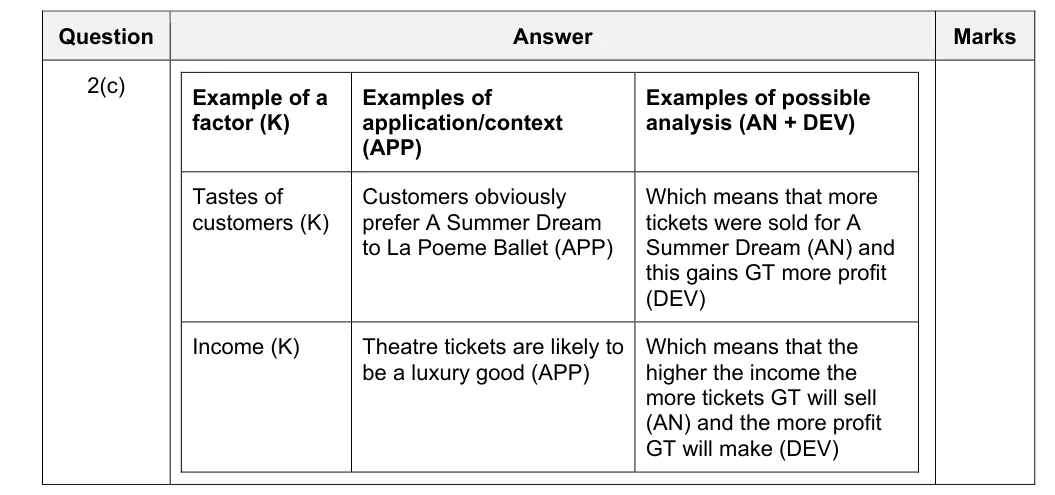 Question Answer Marks
2(c)
Example of a
factor (K)
Examples of
application/context
(APP)
Examples of possible
analysis (AN + DEV)
Tastes of
customers (K)
Customers obviously
prefer A Summer Dream
to La Poeme Ballet (APP)
Which means that more
tickets were sold for A
Summer Dream (AN) and
this gains GT more profit
(DEV)
Income (K)
Theatre tickets are likely to
be a luxury good (APP)
Which means that the
higher the income the
more tickets GT will sell
(AN) and the more profit
GT will make (DEV)